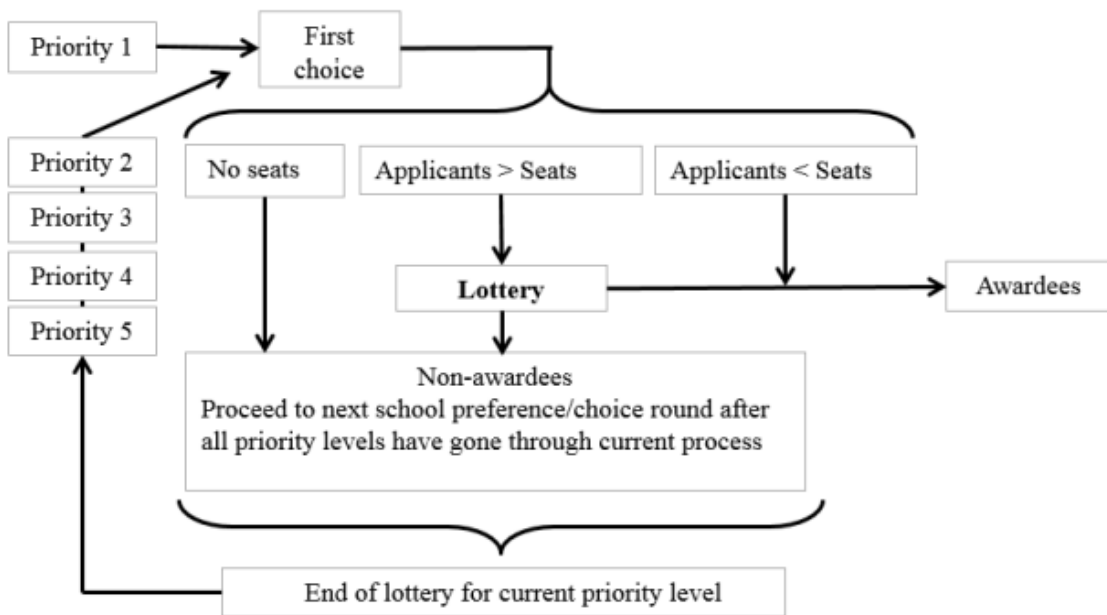 Priority 1
First
choice
Priority 2
Priority 3
Priority 4
Priority 5
No seats
Applicants > Seats
Applicants < Seats
Lottery
Awardees
Non-awardees
Proceed to next school preference/choice round after
all priority levels have gone through current process
End of lottery for current priority level